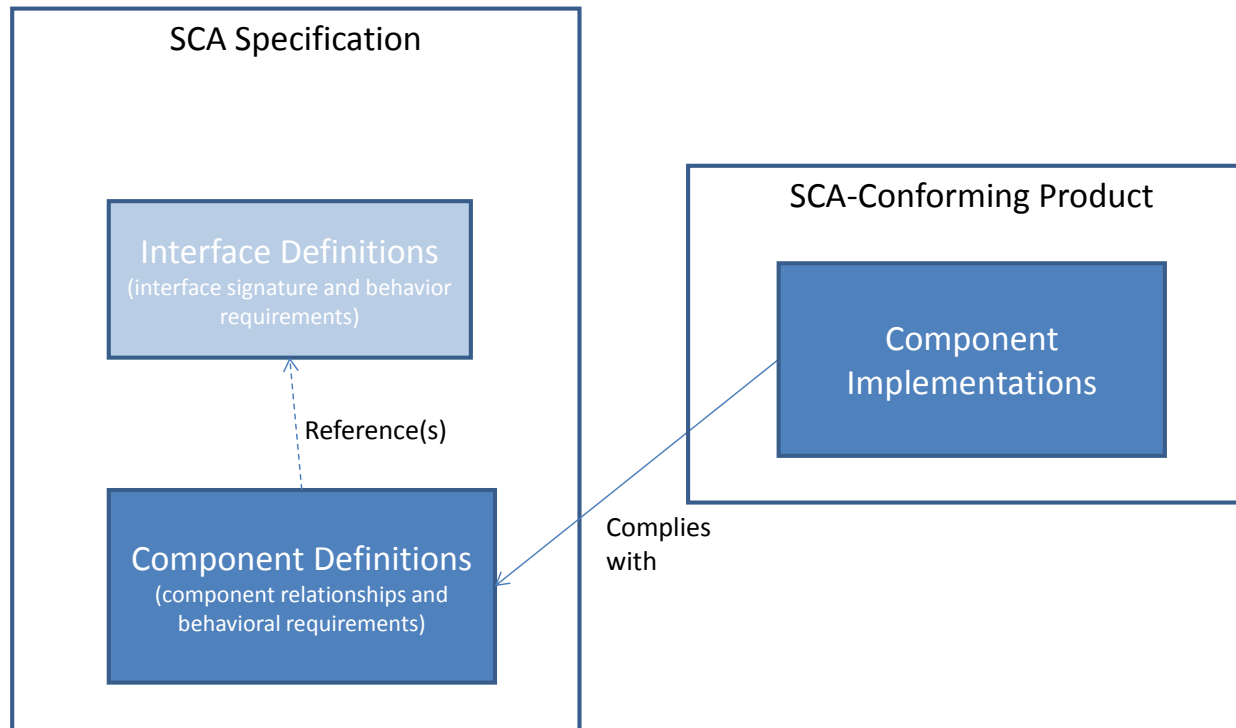 SCA Specification
Interface Definitions
(interface signature and behavior
requirements)
Reference(s)
Component Definitions
(component relationships and
behavioral requirements)
Complies
with
SCA-Conforming Product
Component
Implementations